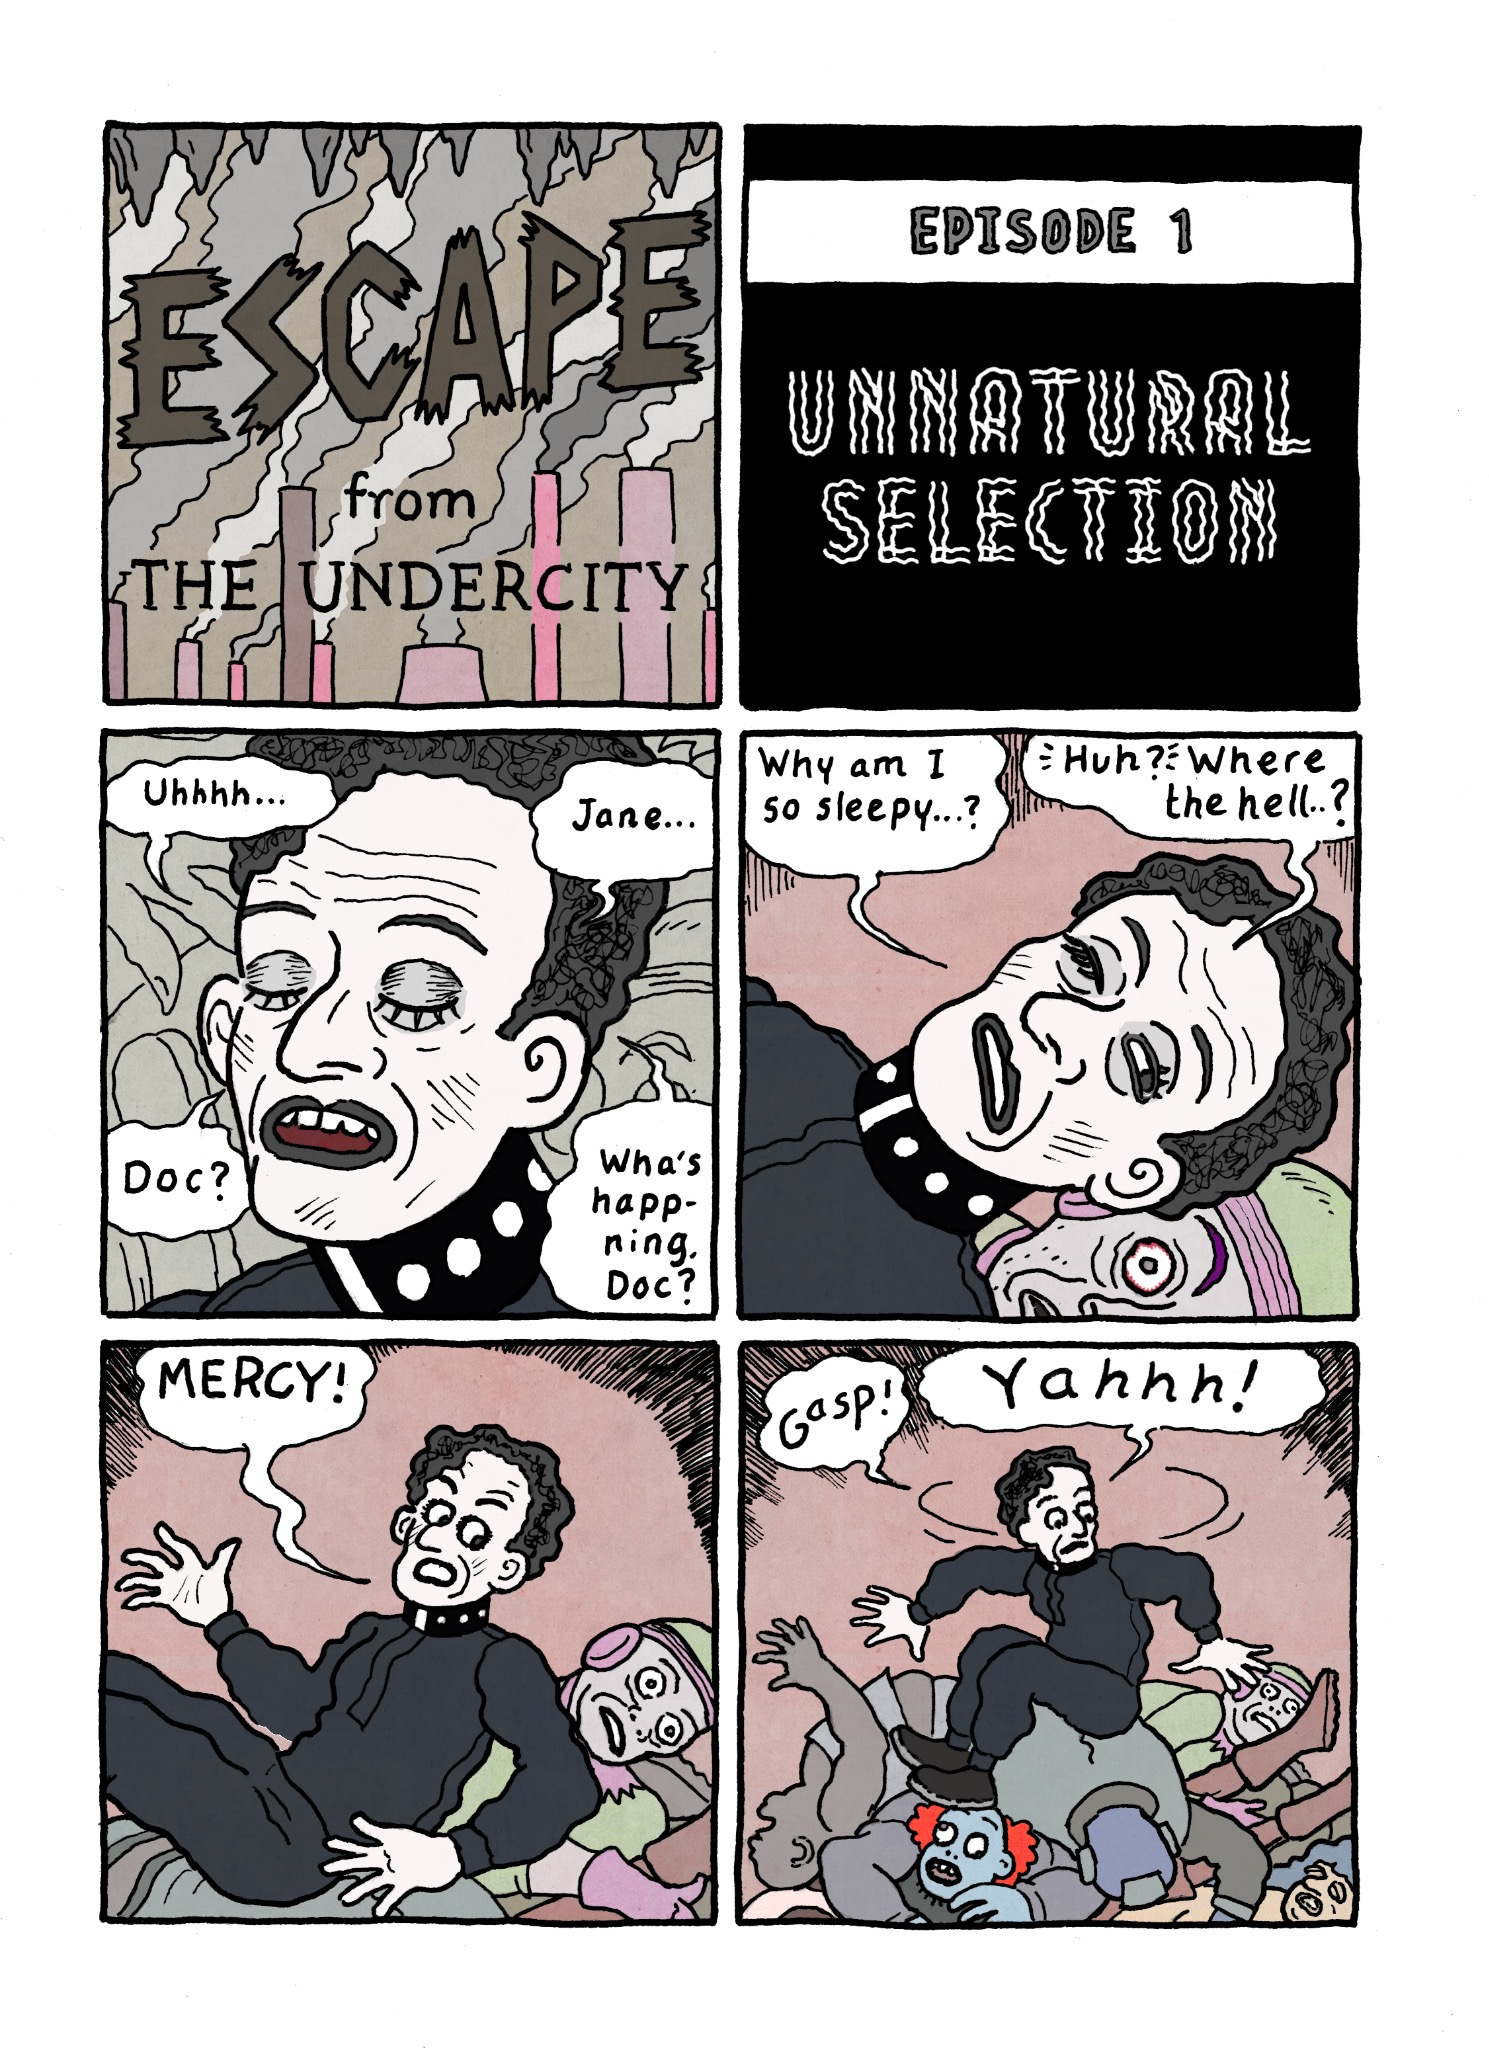 ESCAPE
from
THE UNDERCITY
EPISODE 1
UNNATURAL
SELECTION
Uhhhh...
Jane...
Doc?
Wha's
happ-
ning.
Doc?
Why am I
so sleepy...?
Huh? Where
the hell..?
MERCY!
Gasp!
Yahhh!